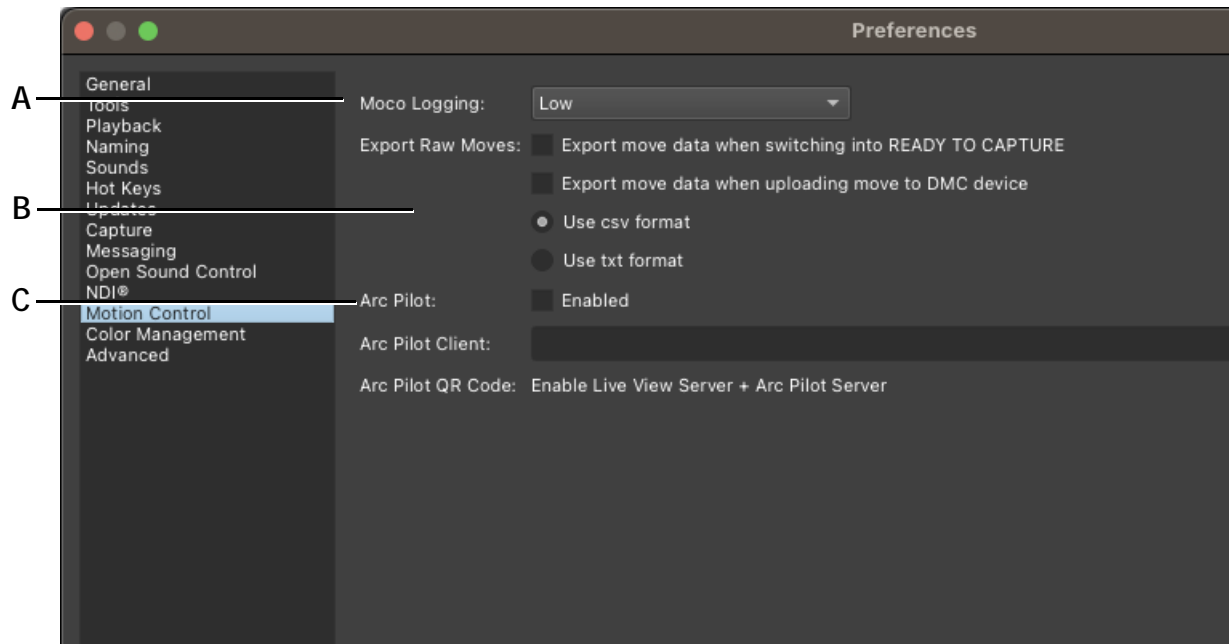 Preferences
A
B
C
General
Tools
Playback
Naming
Sounds
Hot Keys
Updates
Capture
Messaging
Open Sound Control
NDI®
Motion Control
Color Management
Advanced
Moco Logging: Low
Export Raw Moves: Export move data when switching into READY TO CAPTURE
Export move data when uploading move to DMC device
Use csv format
Use txt format
Arc Pilot: Enabled
Arc Pilot Client:
Arc Pilot QR Code: Enable Live View Server + Arc Pilot Server